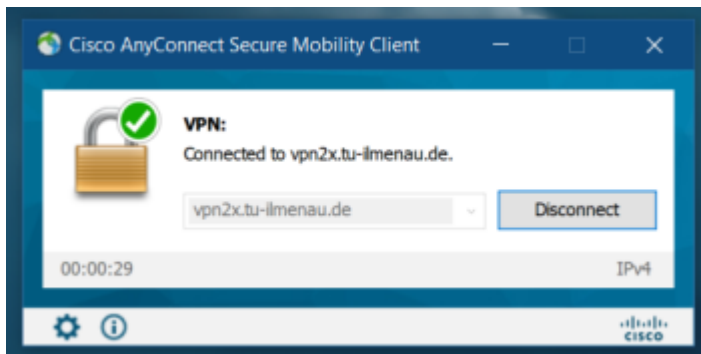 Cisco AnyConnect Secure Mobility Client
VPN:
Connected to vpn2x.tu-ilmenau.de.
vpn2x.tu-ilmenau.de
Disconnect
00:00:29
IPv4
CISCO